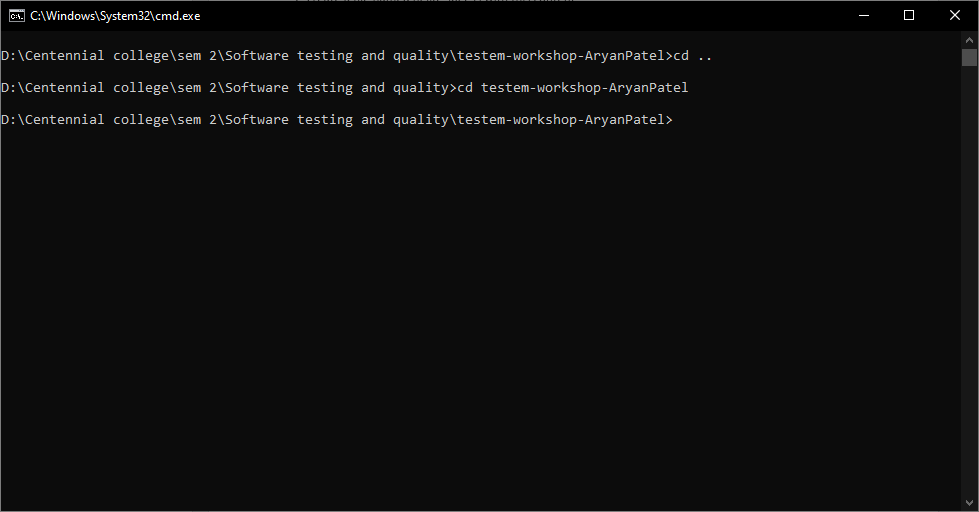 C:\Windows\System32\cmd.exe
D:\Centennial college\sem 2\Software testing and quality\testem-workshop-AryanPatel>cd ..
D:\Centennial college\sem 2\Software testing and quality>cd testem-workshop-AryanPatel
D:\Centennial college\sem 2\Software testing and quality\testem-workshop-AryanPatel>